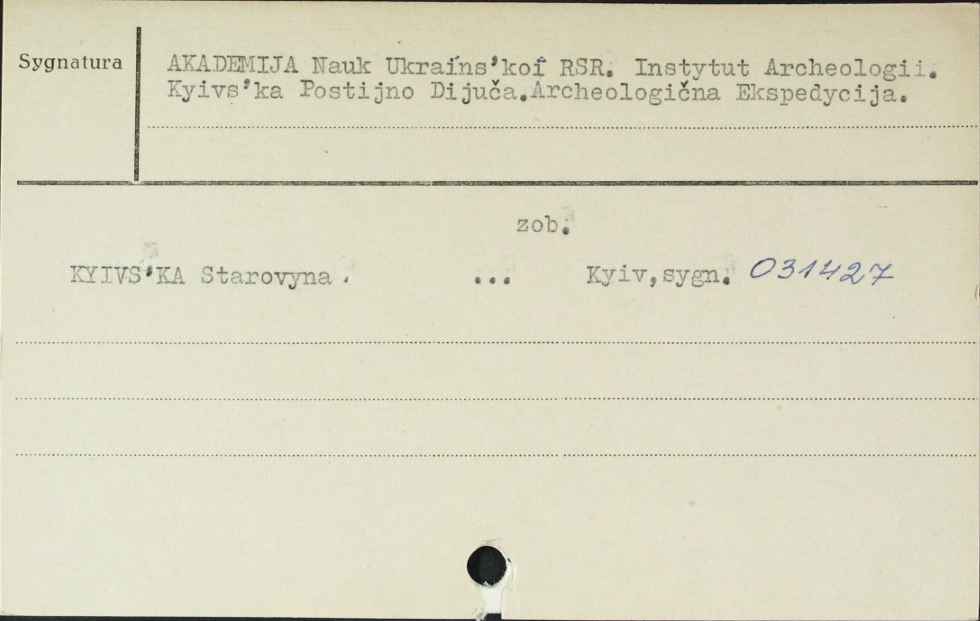 Sygnatura
AKADEMIJA Nauk Ukraïns'koï RSR. Instytut Archeologii.
Kyivs'ka Postijno Dijuča.Archeologična Ekspedycija.
zob.
KYIVS'KA Starovyna. ... Kyiv,sygn. 031427